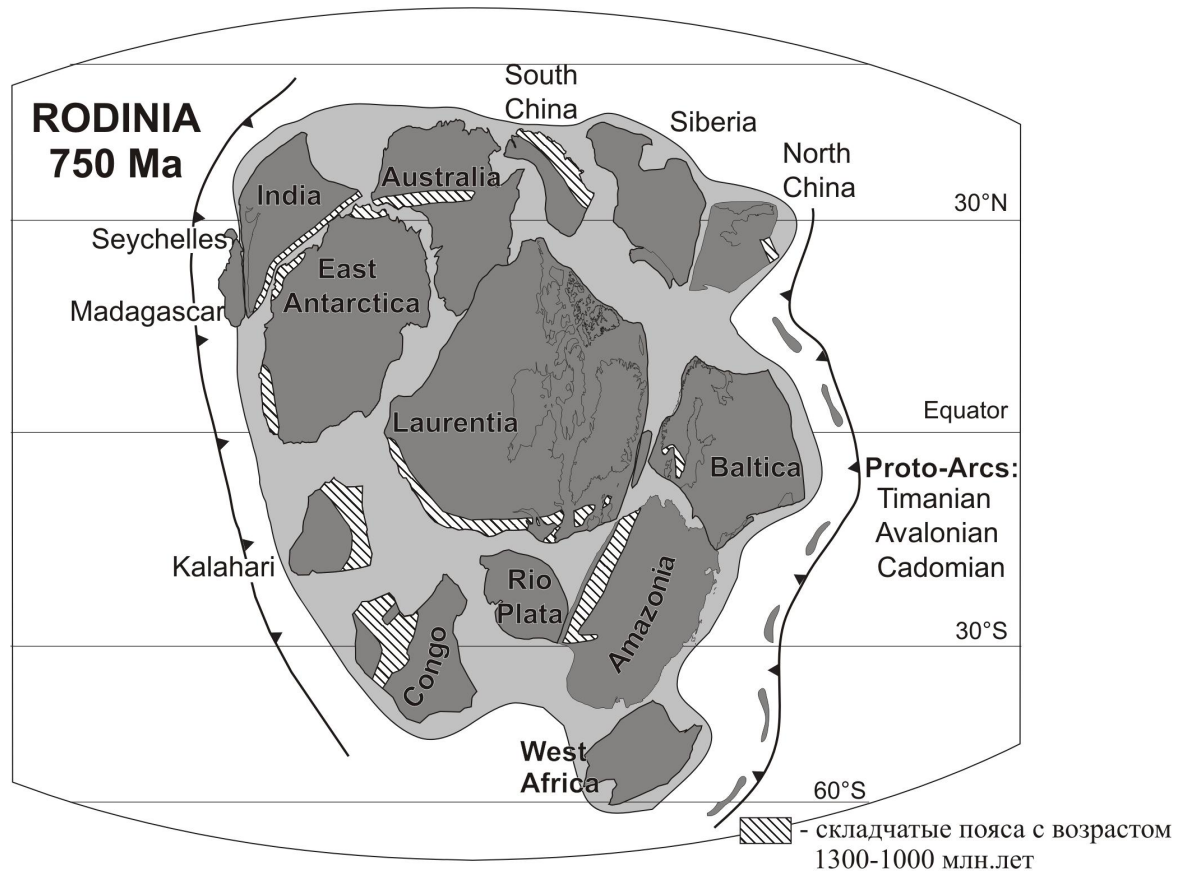 RODINIA
750 Ma
South
China
Siberia
North
China
India
Australia
30°N
Seychelles
East
Antarctica
Madagascar
Laurentia
Equator
Baltica
Proto-Arcs:
Timanian
Avalonian
Cadomian
Kalahari
Rio
Plata
Amazonia
Congo
30°S
West
Africa
60°S
- складчатые пояса с возрастом
1300-1000 млн.лет